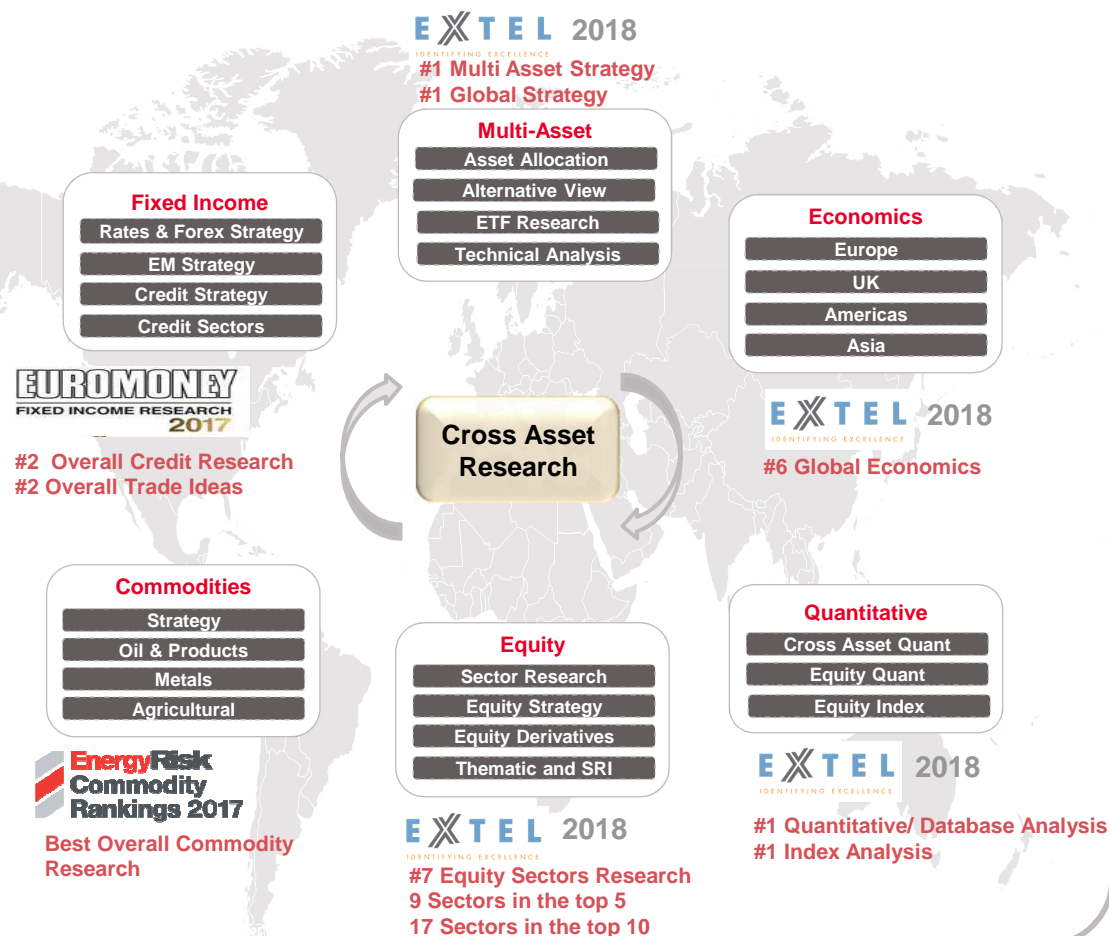 EXTEL 2018
IDENTIFYING EXCELLENCE
#1 Multi Asset Strategy
#1 Global Strategy
Multi-Asset
Asset Allocation
Alternative View
ETF Research
Technical Analysis
Fixed Income
Rates & Forex Strategy
EM Strategy
Credit Strategy
Credit Sectors
EUROMONEY
FIXED INCOME RESEARCH
2017
#2 Overall Credit Research
#2 Overall Trade Ideas
Economics
Europe
UK
Americas
Asia
EXTEL 2018
IDENTIFYING EXCELLENCE
#6 Global Economics
Cross Asset
Research
Commodities
Strategy
Oil & Products
Metals
Agricultural
EnergyRisk
Commodity
Rankings 2017
Best Overall Commodity
Research
Equity
Sector Research
Equity Strategy
Equity Derivatives
Thematic and SRI
EXTEL 2018
IDENTIFYING EXCELLENCE
#7 Equity Sectors Research
9 Sectors in the top 5
17 Sectors in the top 10
Quantitative
Cross Asset Quant
Equity Quant
Equity Index
EXTEL 2018
IDENTIFYING EXCELLENCE
#1 Quantitative/ Database Analysis
#1 Index Analysis